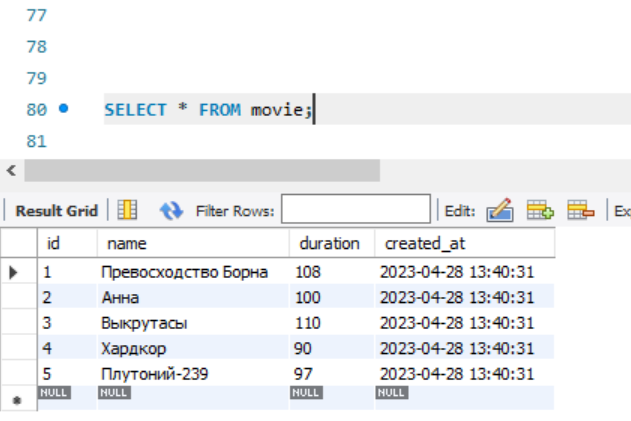 77
78
79
80 SELECT * FROM movie;
81
Result Grid Filter Rows: Edit: Ex
id name duration created_at
1 Превосходство Борна 108 2023-04-28 13:40:31
2 Анна 100 2023-04-28 13:40:31
3 Выкрутасы 110 2023-04-28 13:40:31
4 Хардкор 90 2023-04-28 13:40:31
5 Плутоний-239 97 2023-04-28 13:40:31
NULL NULL NULL NULL